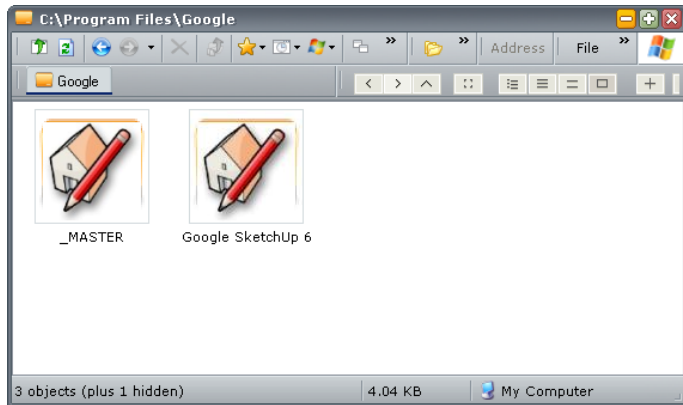 C:\Program Files\Google
Address File
Google
_MASTER
Google SketchUp 6
3 objects (plus 1 hidden)
4.04 KB
My Computer